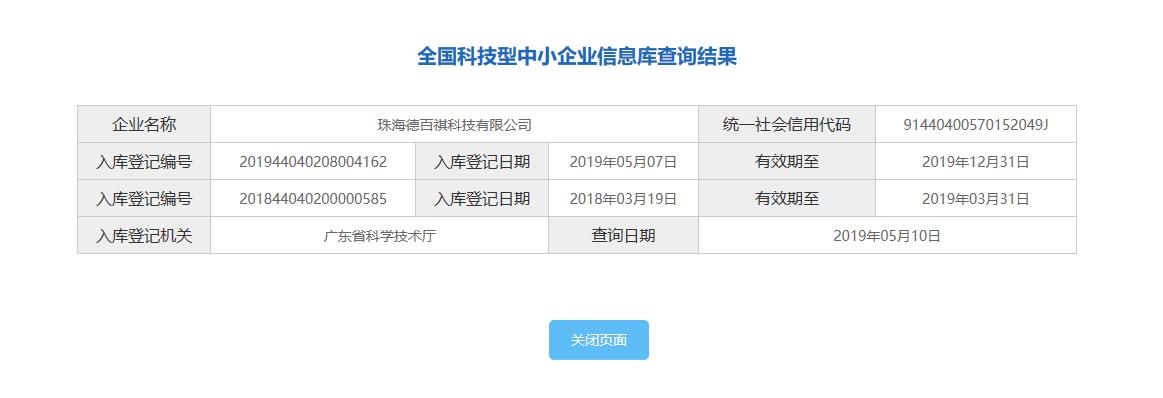 全国科技型中小企业信息库查询结果
企业名称 珠海德百祺科技有限公司 统一社会信用代码 91440400570152049J
入库登记编号 201944040208004162 入库登记日期 2019年05月07日 有效期至 2019年12月31日
入库登记编号 201844040200000585 入库登记日期 2018年03月19日 有效期至 2019年03月31日
入库登记机关 广东省科学技术厅 查询日期 2019年05月10日
关闭页面